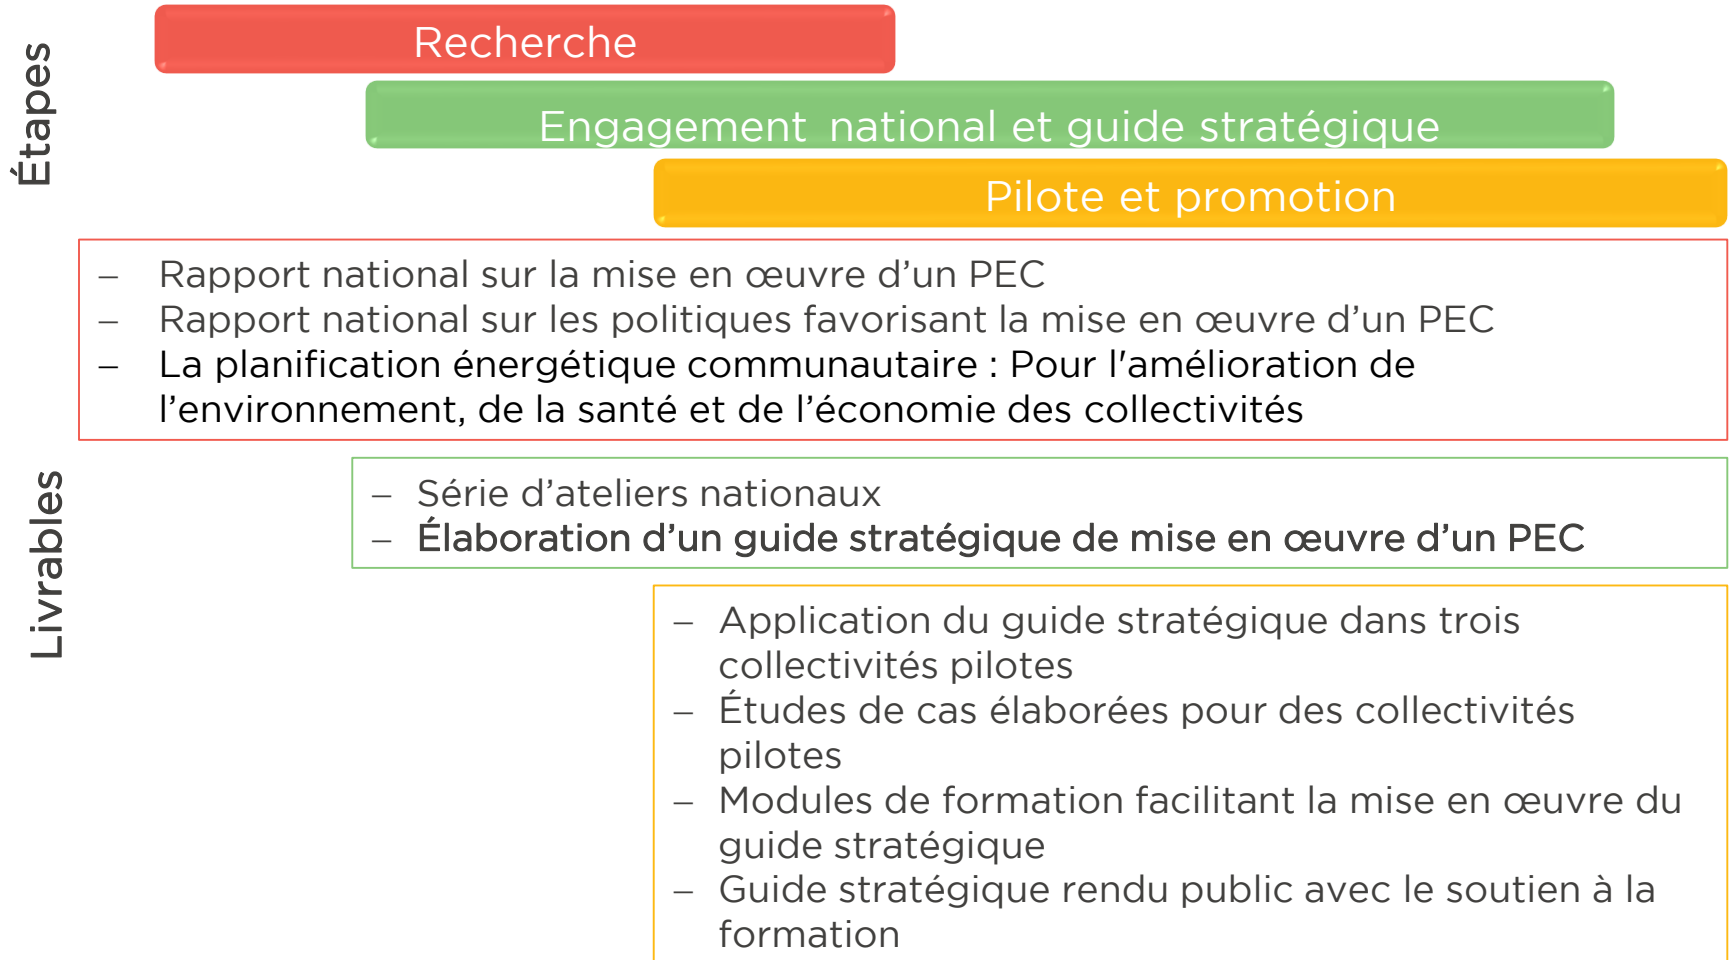 Étapes
Recherche
Engagement national et guide stratégique
Pilote et promotion
– Rapport national sur la mise en œuvre d’un PEC
– Rapport national sur les politiques favorisant la mise en œuvre d’un PEC
– La planification énergétique communautaire : Pour l'amélioration de
l’environnement, de la santé et de l’économie des collectivités
Livrables
– Série d’ateliers nationaux
– Élaboration d’un guide stratégique de mise en œuvre d’un PEC
– Application du guide stratégique dans trois
collectivités pilotes
– Études de cas élaborées pour des collectivités
pilotes
– Modules de formation facilitant la mise en œuvre du
guide stratégique
– Guide stratégique rendu public avec le soutien à la
formation